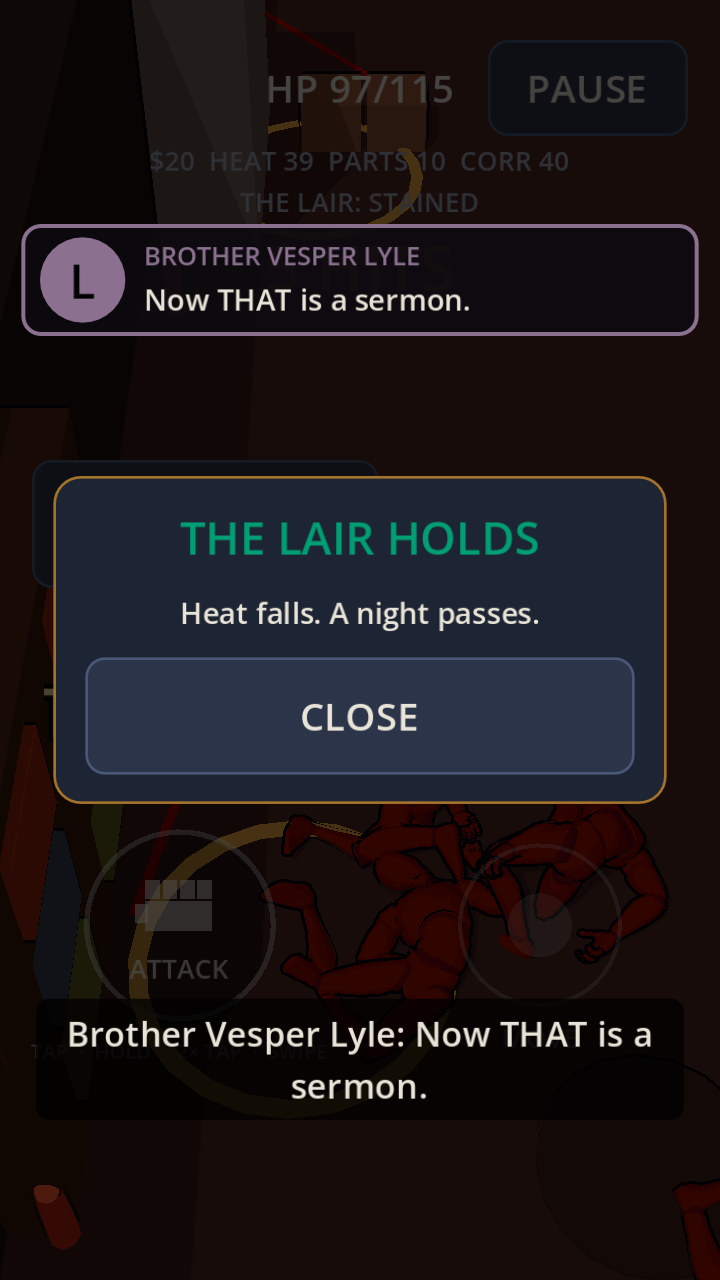 HP 97/115
PAUSE
$20 HEAT 39 PARTS 10 CORR 40
THE LAIR: STAINED
L
BROTHER VESPER LYLE
Now THAT is a sermon.
THE LAIR HOLDS
Heat falls. A night passes.
CLOSE
ATTACK
Brother Vesper Lyle: Now THAT is a
sermon.